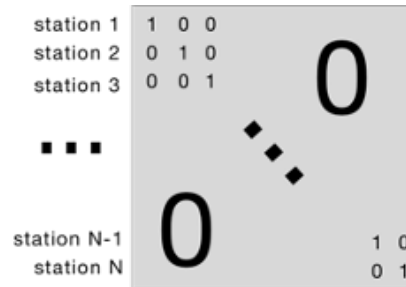 station 1 1 0 0
station 2 0 1 0
station 3 0 0 1
0
0
station N-1 1 0
station N 0 1